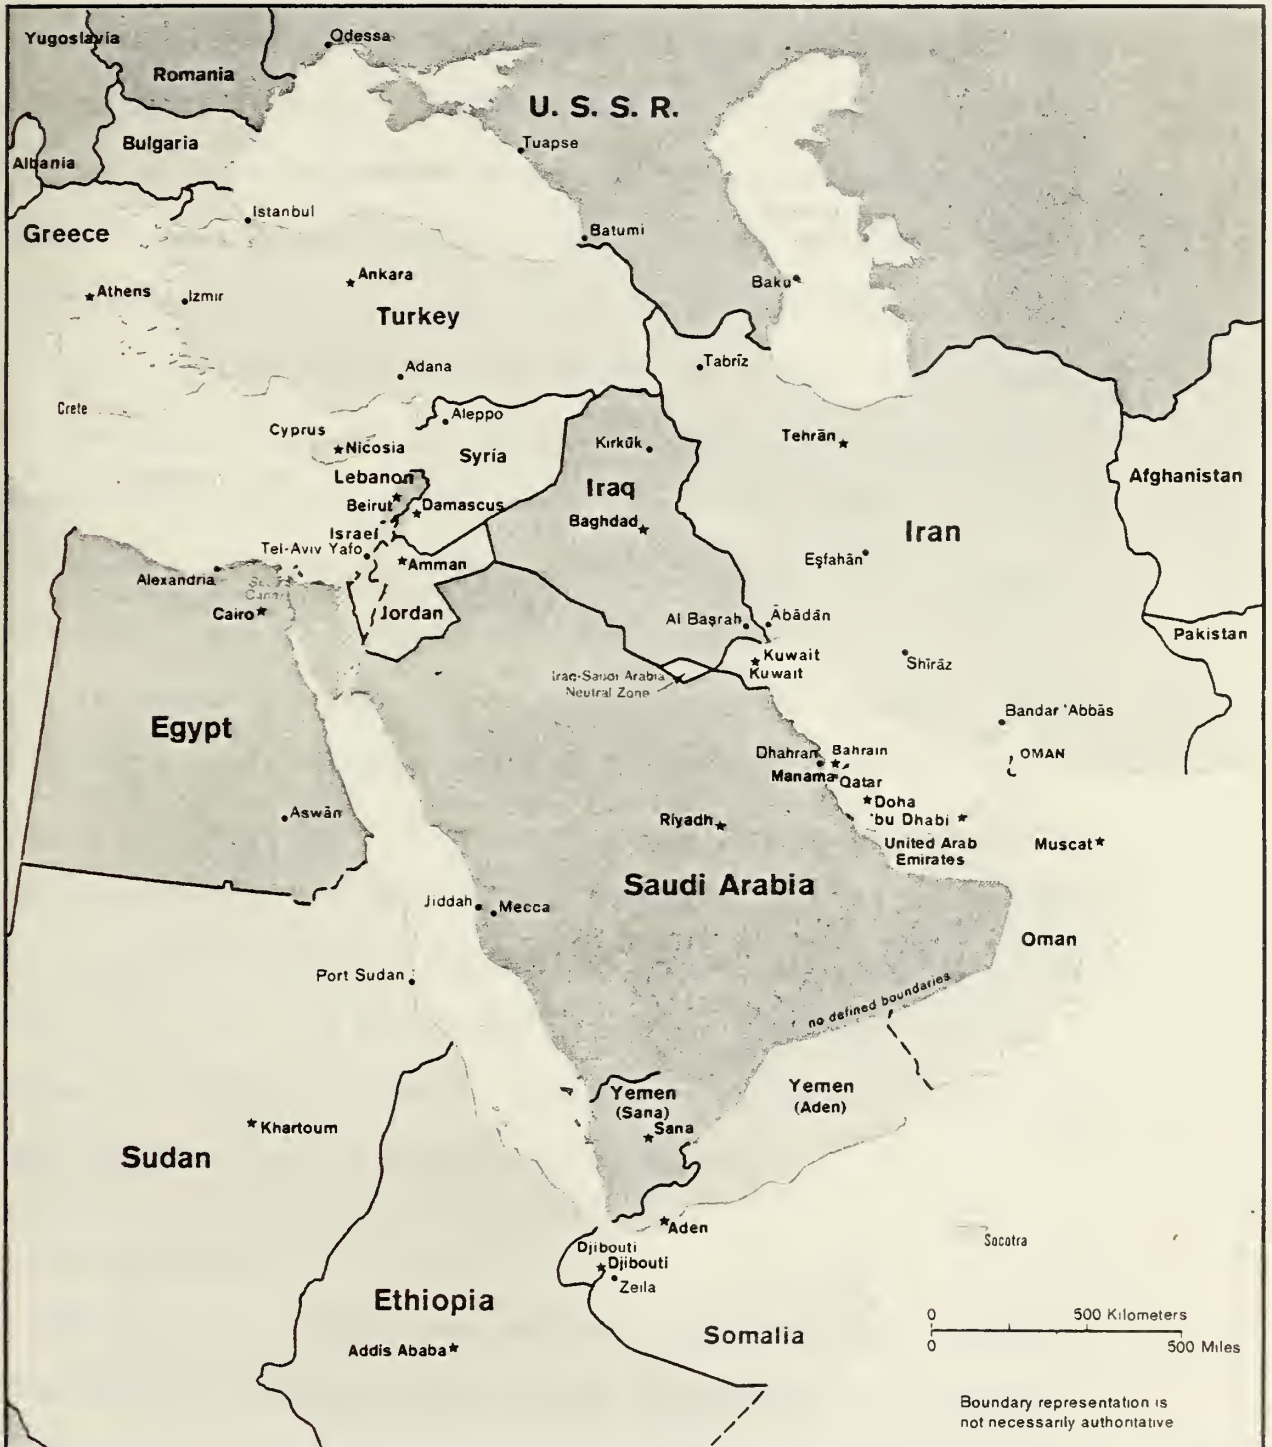 Yugoslavia
Odessa
Romania
U. S. S. R.
Bulgaria
Tuapse
Albania
Istanbul
Greece
Batumi
Ankara
Baku
Athens
Izmir
Turkey
Tabrīz
Adana
Crete
Aleppo
Cyprus
Nicosia
Kirkūk
Tehrān
Syria
Lebanon
Iraq
Afghanistan
Beirut
Damascus
Baghdad
Israel
Iran
Tel-Aviv Yafo
Eşfahān
Alexandria
Amman
Canal
Cairo
Jordan
Al Başrah
Ābādān
Pakistan
Kuwait
Kuwait
Shīrāz
Iraq-Saudi Arabia
Neutral Zone
Bandar 'Abbās
Egypt
Dhahran
Bahrain
OMAN
Manama
Qatar
Doha
Aswān
Riyadh
'bu Dhabi
United Arab
Emirates
Muscat
Saudi Arabia
Jiddah
Mecca
Oman
Port Sudan
no defined boundaries
Yemen
(Sana)
Yemen
(Aden)
Khartoum
Sana
Sudan
Aden
Socotra
Djibouti
Djibouti
Zeila
Ethiopia
0 500 Kilometers
Somalia
0 500 Miles
Addis Ababa
Boundary representation is
not necessarily authoritative